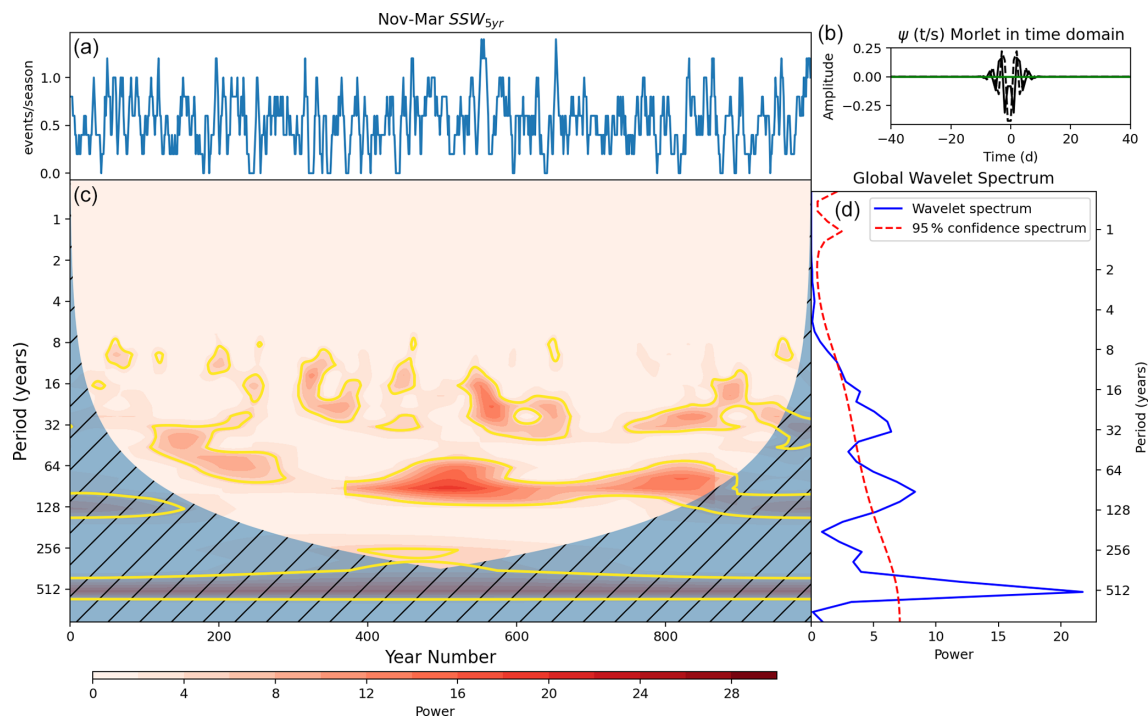 Nov-Mar SSW5yr
(a)
events/season
1.0
0.5
0.0
(b)
ψ (t/s) Morlet in time domain
Amplitude
0.25
0.00
−0.25
−40 −20 0 20 40
Time (d)
(c)
Period (years)
1
2
4
8
16
32
64
128
256
512
0 200 400 600 800
Year Number
Global Wavelet Spectrum
(d)
Wavelet spectrum
95 % confidence spectrum
1
2
4
8
16
32
64
128
256
512
Period (years)
0 5 10 15 20
Power
0 4 8 12 16 20 24 28
Power